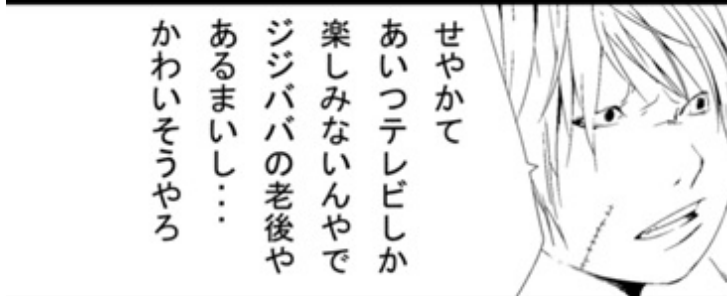 せやかて
あいつテレビしか
楽しみないんやで
ジジババの老後や
あるまいし・・・
かわいそうやろ